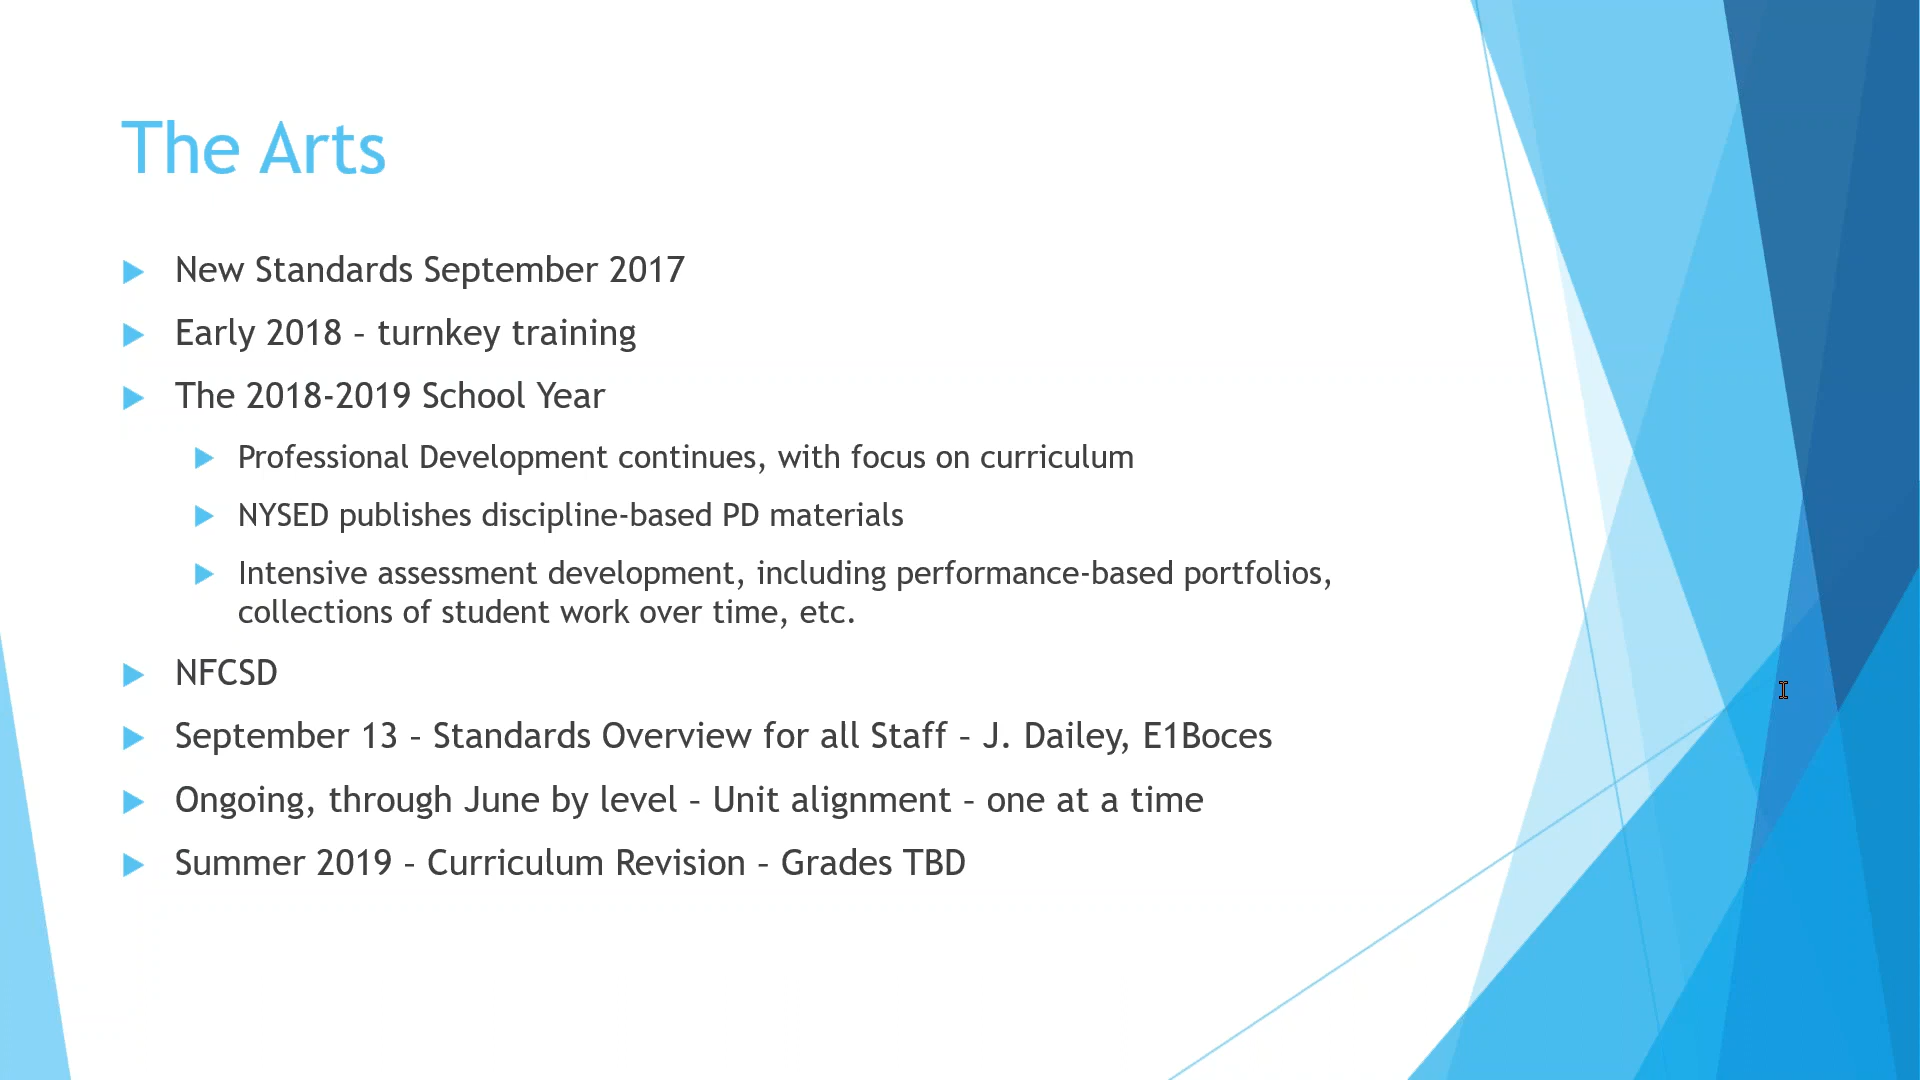 The Arts
New Standards September 2017
Early 2018 – turnkey training
The 2018-2019 School Year
Professional Development continues, with focus on curriculum
NYSED publishes discipline-based PD materials
Intensive assessment development, including performance-based portfolios,
collections of student work over time, etc.
NFCSD
September 13 – Standards Overview for all Staff – J. Dailey, E1Boces
Ongoing, through June by level – Unit alignment – one at a time
Summer 2019 – Curriculum Revision – Grades TBD